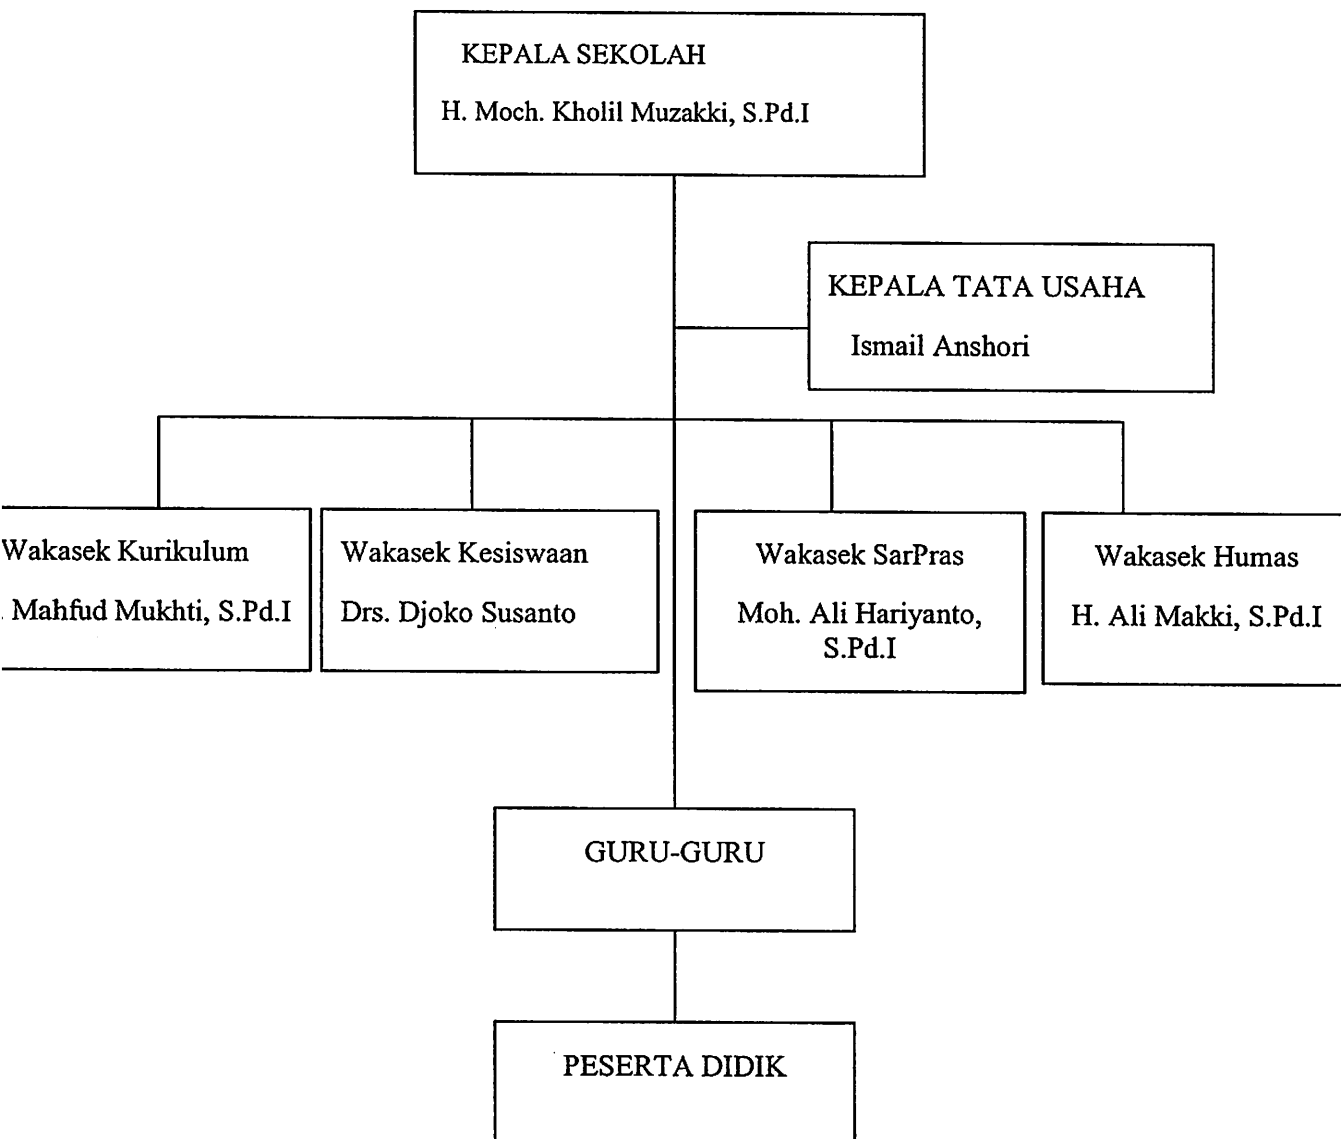 KEPALA SEKOLAH
H. Moch. Kholil Muzakki, S.Pd.I
KEPALA TATA USAHA
Ismail Anshori
Wakasek Kurikulum
. Mahfud Mukhti, S.Pd.I
Wakasek Kesiswaan
Drs. Djoko Susanto
Wakasek SarPras
Moh. Ali Hariyanto,
S.Pd.I
Wakasek Humas
H. Ali Makki, S.Pd.I
GURU-GURU
PESERTA DIDIK